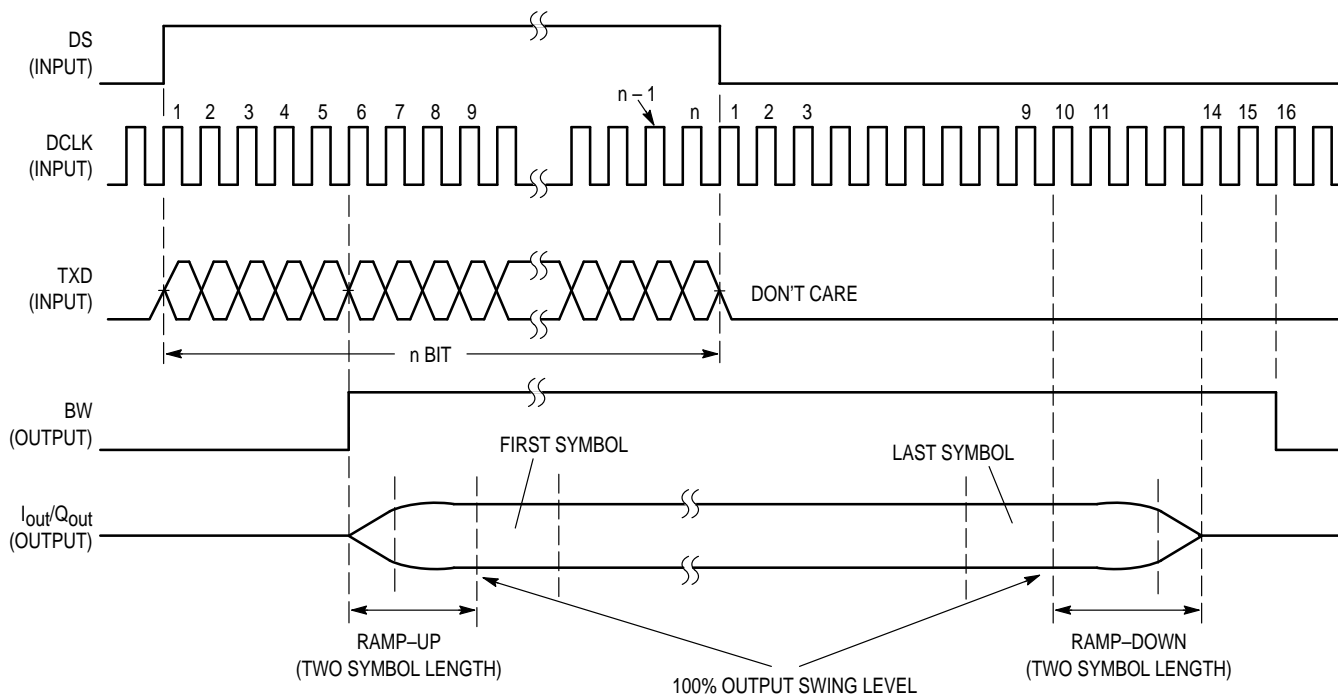 DS
(INPUT)
n – 1
1 2 3 4 5 6 7 8 9 n 1 2 3 9 10 11 14 15 16
DCLK
(INPUT)
TXD
(INPUT)
DON'T CARE
n BIT
BW
(OUTPUT)
FIRST SYMBOL
LAST SYMBOL
Iout/Qout
(OUTPUT)
RAMP–UP
(TWO SYMBOL LENGTH)
RAMP–DOWN
(TWO SYMBOL LENGTH)
100% OUTPUT SWING LEVEL